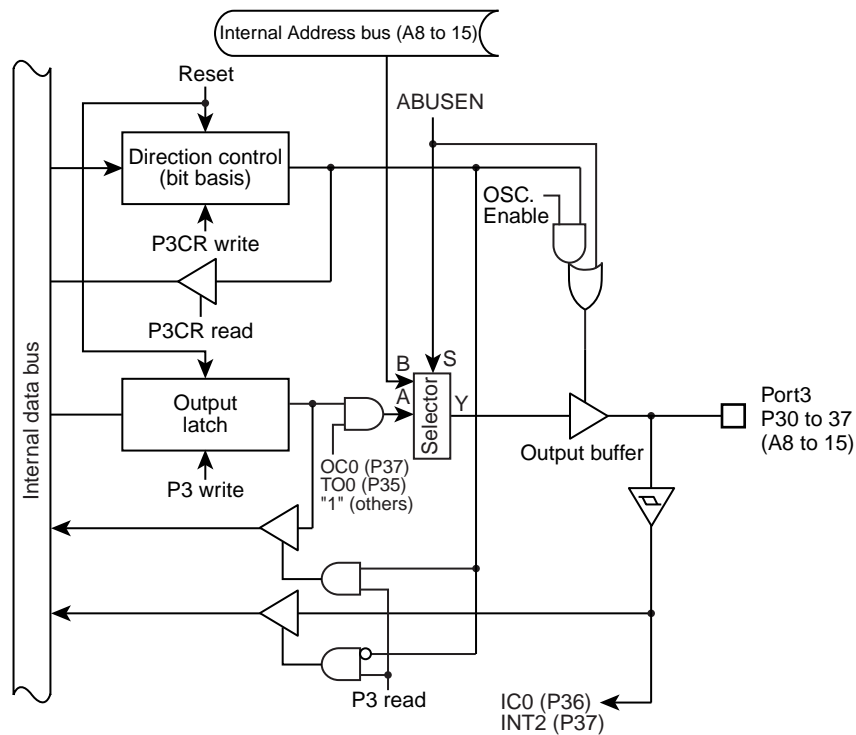 Internal Address bus (A8 to 15)
Reset
ABUSEN
Direction control
(bit basis)
OSC.
Enable
P3CR write
P3CR read
Internal data bus
B
S
A
Selector
Y
Output
latch
Port3
P30 to 37
(A8 to 15)
Output buffer
OC0 (P37)
TO0 (P35)
"1" (others)
P3 write
P3 read
IC0 (P36)
INT2 (P37)